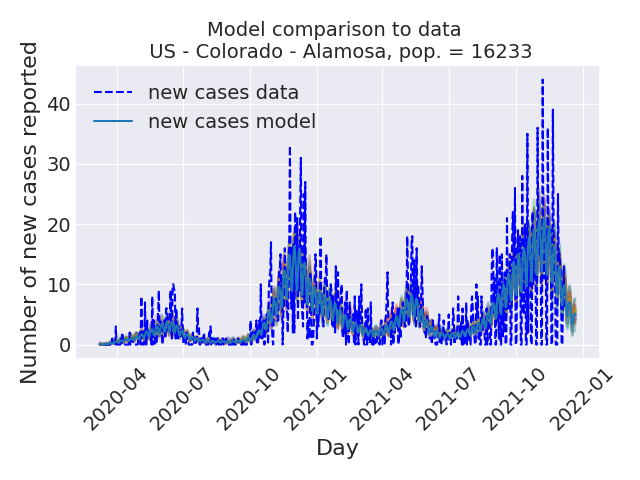 Model comparison to data
US - Colorado - Alamosa, pop. = 16233
Number of new cases reported
new cases data
new cases model
40
30
20
10
0
2020-04
2020-07
2020-10
2021-01
2021-04
2021-07
2021-10
2022-01
Day